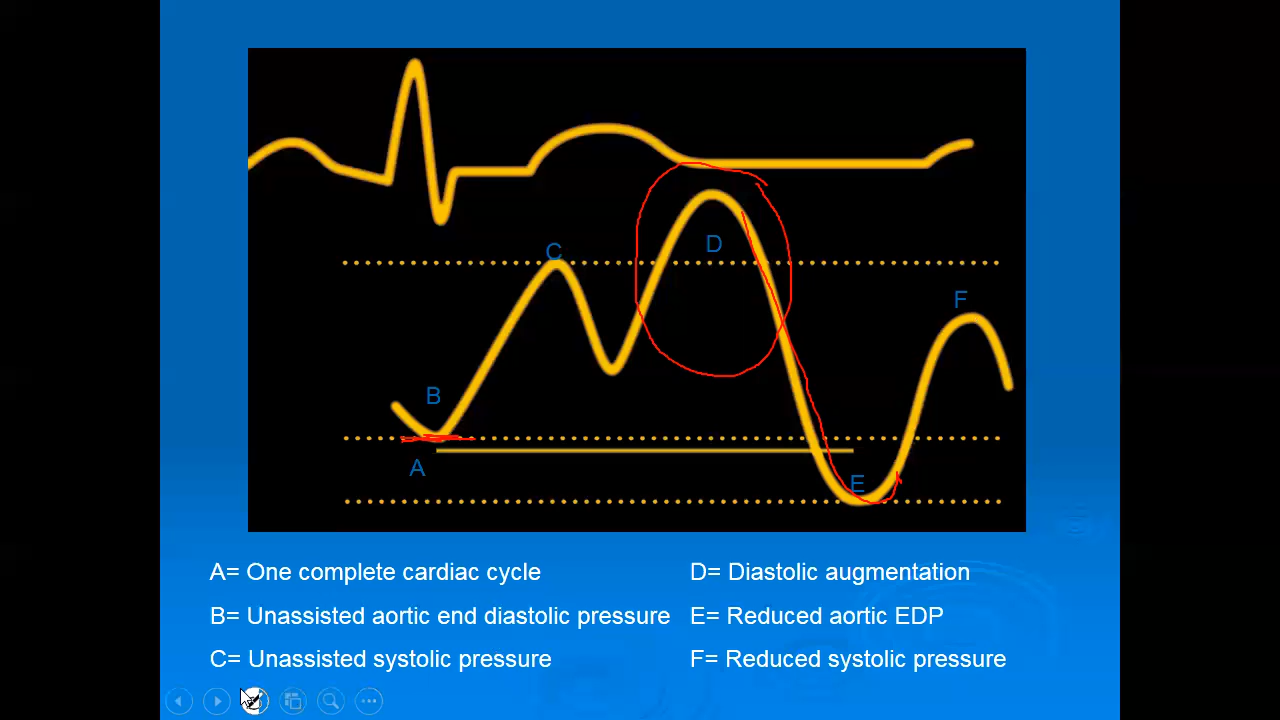 C
D
F
B
A
E
A= One complete cardiac cycle
B= Unassisted aortic end diastolic pressure
C= Unassisted systolic pressure
D= Diastolic augmentation
E= Reduced aortic EDP
F= Reduced systolic pressure